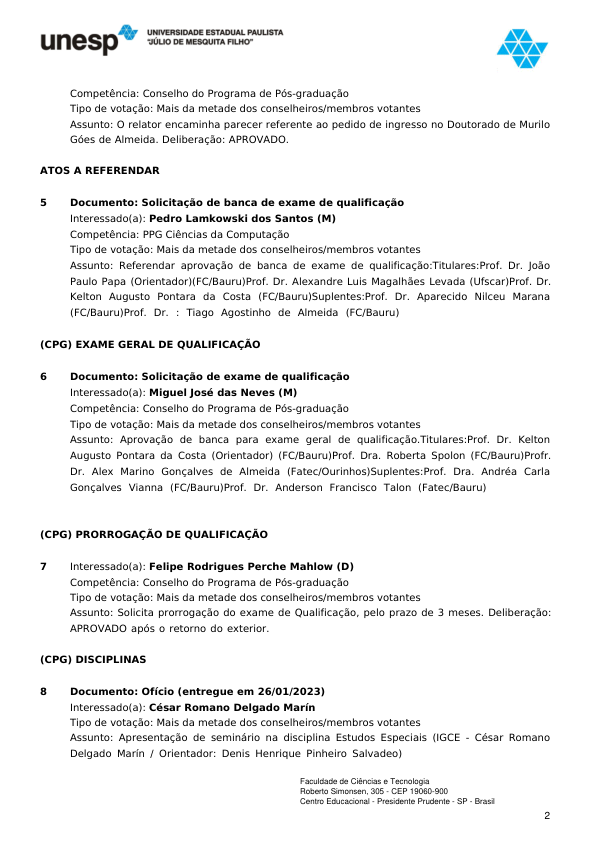 unesp
UNIVERSIDADE ESTADUAL PAULISTA
"JÚLIO DE MESQUITA FILHO"
Competência: Conselho do Programa de Pós-graduação
Tipo de votação: Mais da metade dos conselheiros/membros votantes
Assunto: O relator encaminha parecer referente ao pedido de ingresso no Doutorado de Murilo
Góes de Almeida. Deliberação: APROVADO.
ATOS A REFERENDAR
5 Documento: Solicitação de banca de exame de qualificação
Interessado(a): Pedro Lamkowski dos Santos (M)
Competência: PPG Ciências da Computação
Tipo de votação: Mais da metade dos conselheiros/membros votantes
Assunto: Referendar aprovação de banca de exame de qualificação:Titulares:Prof. Dr. João
Paulo Papa (Orientador)(FC/Bauru)Prof. Dr. Alexandre Luis Magalhães Levada (Ufscar)Prof. Dr.
Kelton Augusto Pontara da Costa (FC/Bauru)Suplentes:Prof. Dr. Aparecido Nilceu Marana
(FC/Bauru)Prof. Dr. : Tiago Agostinho de Almeida (FC/Bauru)
(CPG) EXAME GERAL DE QUALIFICAÇÃO
6 Documento: Solicitação de exame de qualificação
Interessado(a): Miguel José das Neves (M)
Competência: Conselho do Programa de Pós-graduação
Tipo de votação: Mais da metade dos conselheiros/membros votantes
Assunto: Aprovação de banca para exame geral de qualificação.Titulares:Prof. Dr. Kelton
Augusto Pontara da Costa (Orientador) (FC/Bauru)Prof. Dra. Roberta Spolon (FC/Bauru)Profr.
Dr. Alex Marino Gonçalves de Almeida (Fatec/Ourinhos)Suplentes:Prof. Dra. Andréa Carla
Gonçalves Vianna (FC/Bauru)Prof. Dr. Anderson Francisco Talon (Fatec/Bauru)
(CPG) PRORROGAÇÃO DE QUALIFICAÇÃO
7 Interessado(a): Felipe Rodrigues Perche Mahlow (D)
Competência: Conselho do Programa de Pós-graduação
Tipo de votação: Mais da metade dos conselheiros/membros votantes
Assunto: Solicita prorrogação do exame de Qualificação, pelo prazo de 3 meses. Deliberação:
APROVADO após o retorno do exterior.
(CPG) DISCIPLINAS
8 Documento: Ofício (entregue em 26/01/2023)
Interessado(a): César Romano Delgado Marín
Tipo de votação: Mais da metade dos conselheiros/membros votantes
Assunto: Apresentação de seminário na disciplina Estudos Especiais (IGCE - César Romano
Delgado Marín / Orientador: Denis Henrique Pinheiro Salvadeo)
Faculdade de Ciências e Tecnologia
Roberto Simonsen, 305 - CEP 19060-900
Centro Educacional - Presidente Prudente - SP - Brasil
2